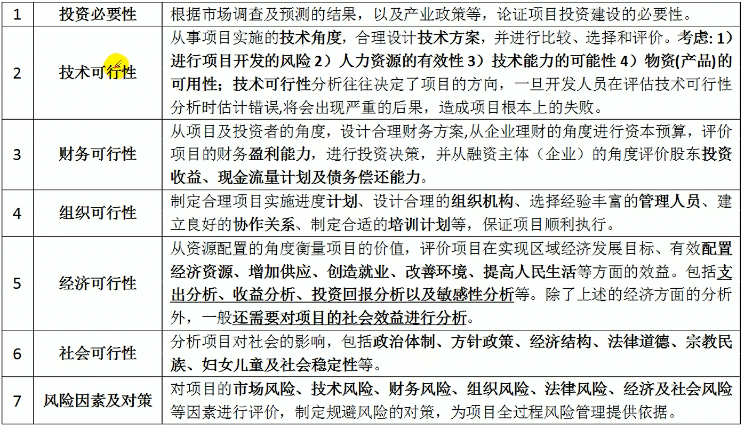 1 投资必要性 根据市场调查及预测的结果，以及产业政策等，论证项目投资建设的必要性。
2 技术可行性 从事项目实施的技术角度，合理设计技术方案，并进行比较、选择和评价。考虑: 1）
进行项目开发的风险 2）人力资源的有效性 3）技术能力的可能性 4）物资(产品)的
可用性；技术可行性分析往往决定了项目的方向，一旦开发人员在评估技术可行性
分析时估计错误,将会出现严重的后果，造成项目根本上的失败。
3 财务可行性 从项目及投资者的角度，设计合理财务方案,从企业理财的角度进行资本预算，评价
项目的财务盈利能力，进行投资决策，并从融资主体（企业）的角度评价股东投资
收益、现金流量计划及债务偿还能力。
4 组织可行性 制定合理项目实施进度计划、设计合理的组织机构、选择经验丰富的管理人员、建
立良好的协作关系、制定合适的培训计划等，保证项目顺利执行。
5 经济可行性 从资源配置的角度衡量项目的价值，评价项目在实现区域经济发展目标、有效配置
经济资源、增加供应、创造就业、改善环境、提高人民生活等方面的效益。包括支
出分析、收益分析、投资回报分析以及敏感性分析等。除了上述的经济方面的分析
外，一般还需要对项目的社会效益进行分析。
6 社会可行性 分析项目对社会的影响，包括政治体制、方针政策、经济结构、法律道德、宗教民
族、妇女儿童及社会稳定性等。
7 风险因素及对策 对项目的市场风险、技术风险、财务风险、组织风险、法律风险、经济及社会风险
等因素进行评价，制定规避风险的对策，为项目全过程风险管理提供依据。